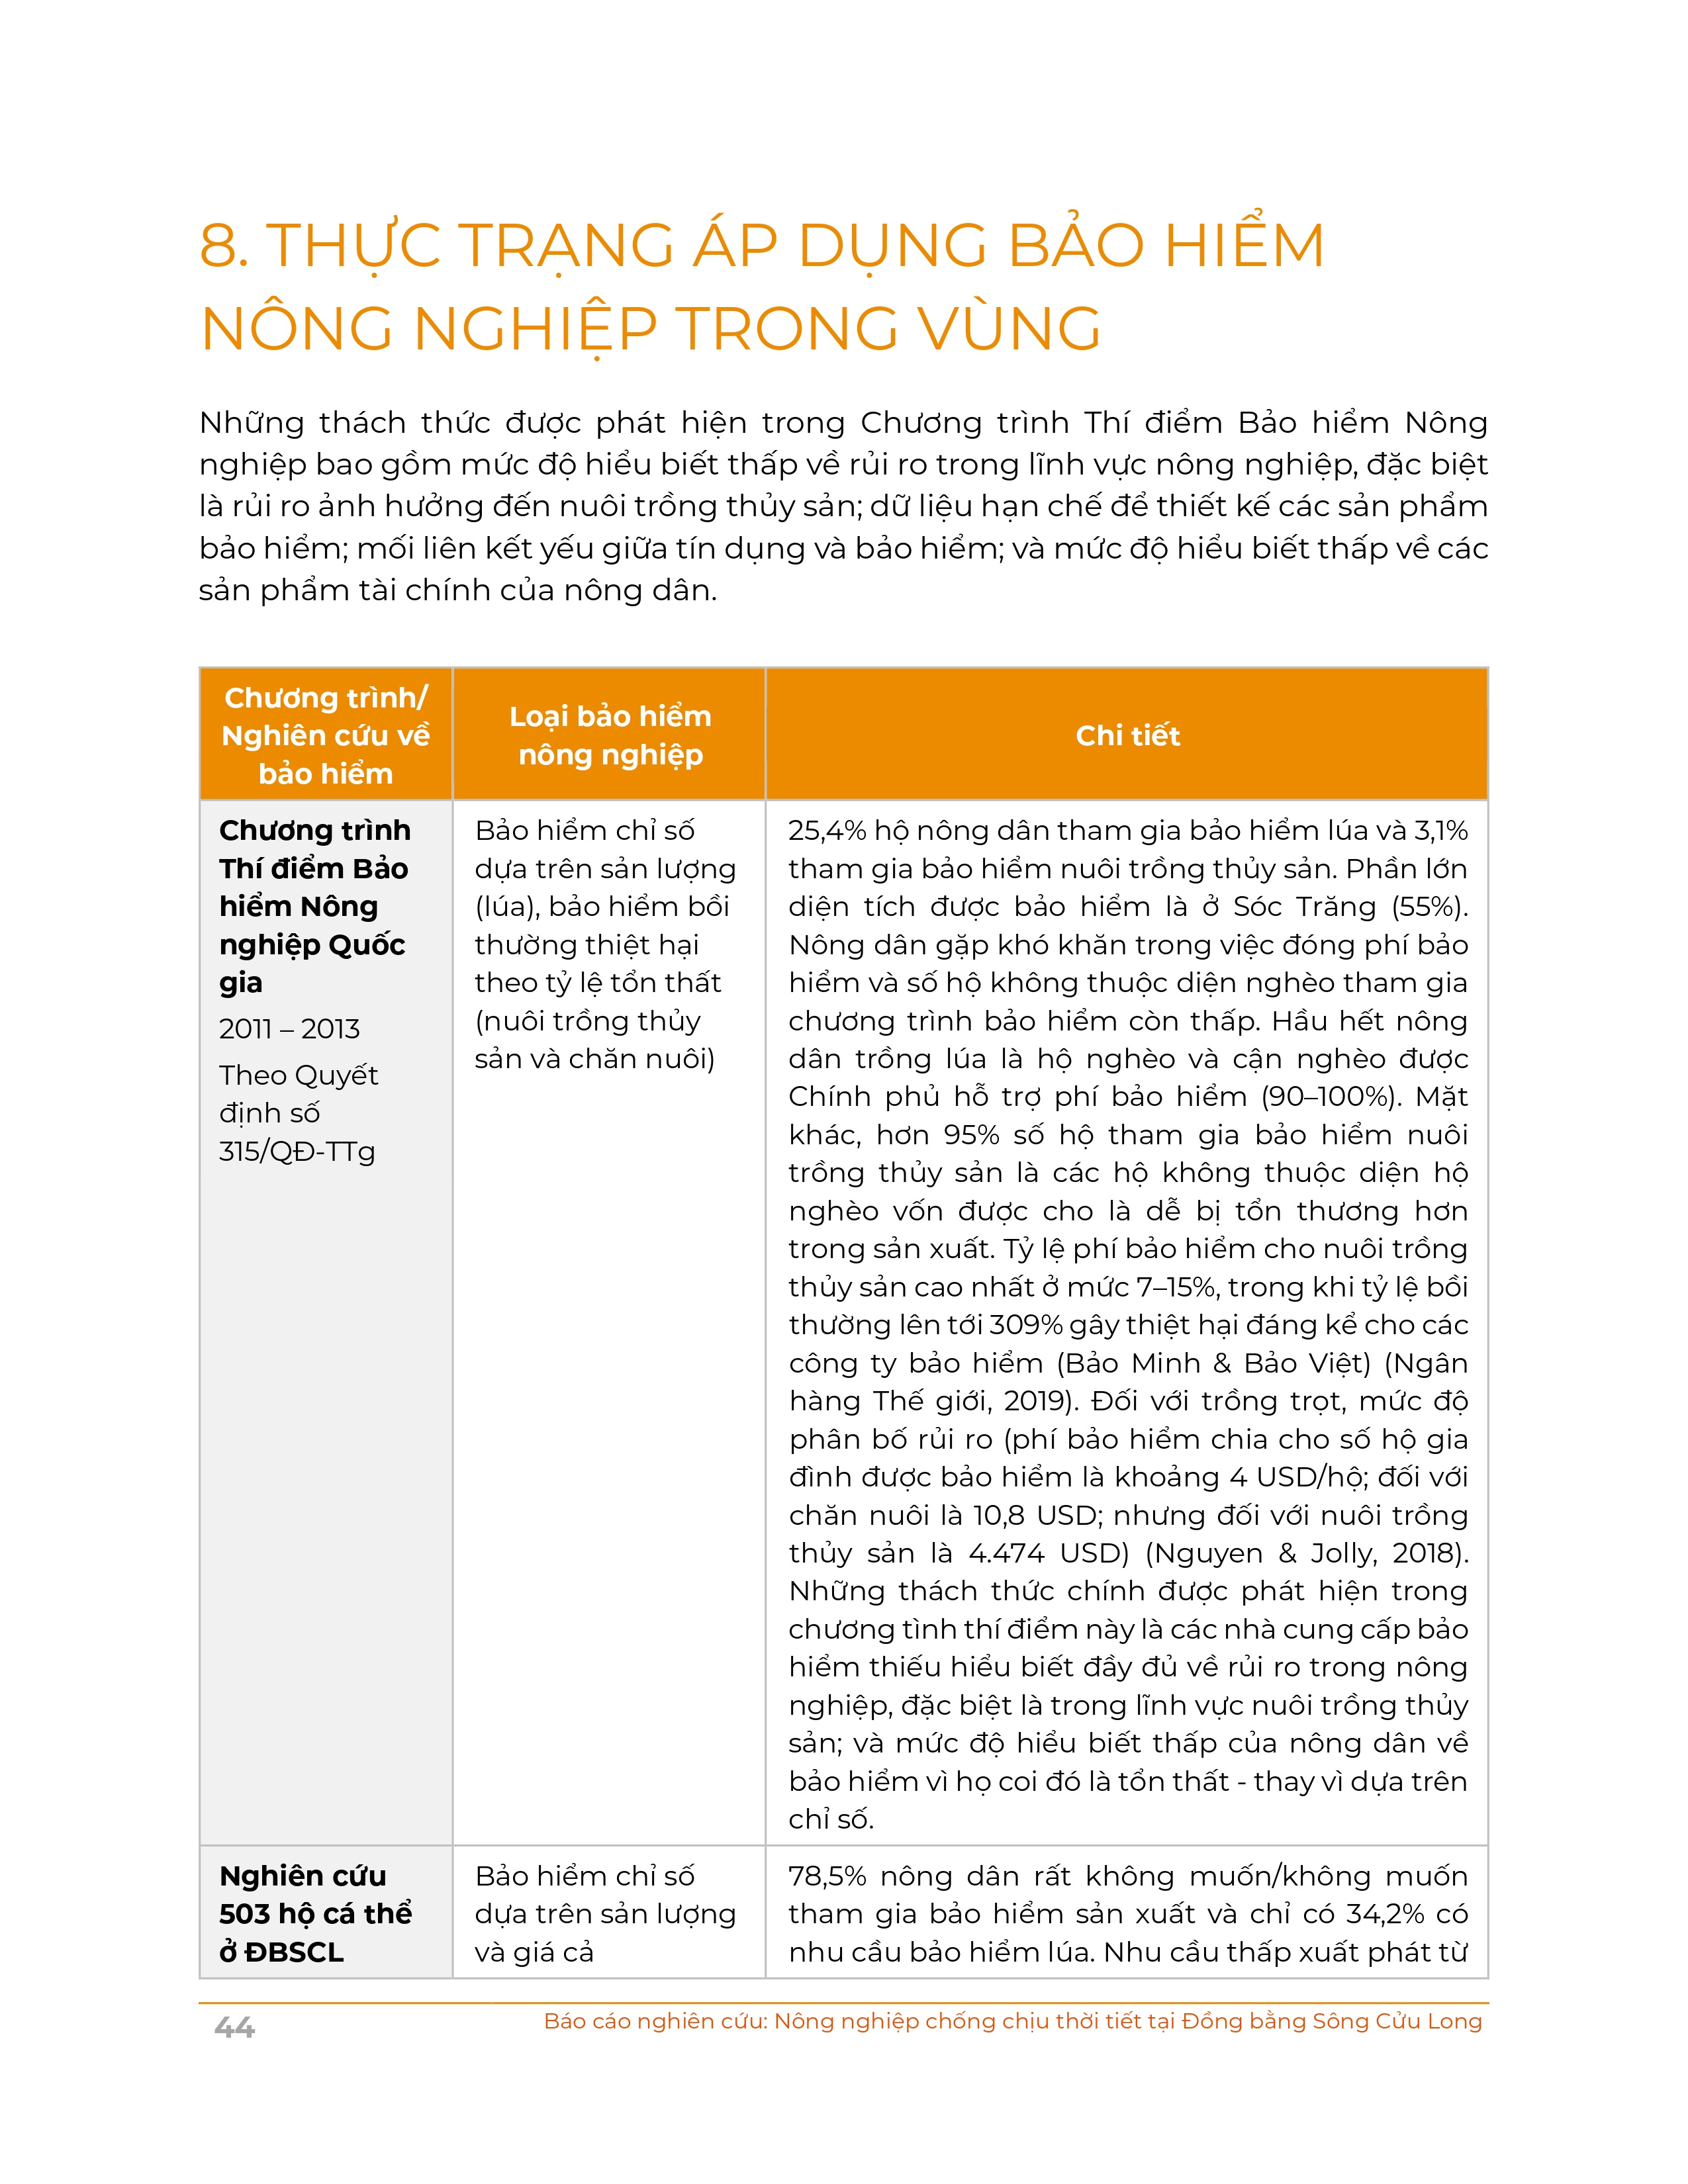 8. THỰC TRẠNG ÁP DỤNG BẢO HIỂM
NÔNG NGHIỆP TRONG VÙNG
Những thách thức được phát hiện trong Chương trình Thí điểm Bảo hiểm Nông
nghiệp bao gồm mức độ hiểu biết thấp về rủi ro trong lĩnh vực nông nghiệp, đặc biệt
là rủi ro ảnh hưởng đến nuôi trồng thủy sản; dữ liệu hạn chế để thiết kế các sản phẩm
bảo hiểm; mối liên kết yếu giữa tín dụng và bảo hiểm; và mức độ hiểu biết thấp về các
sản phẩm tài chính của nông dân.
Chương trình/
Nghiên cứu về
bảo hiểm
Loại bảo hiểm
nông nghiệp
Chi tiết
Chương trình
Thí điểm Bảo
hiểm Nông
nghiệp Quốc
gia
2011 – 2013
Theo Quyết
định số
315/QĐ-TTg
Bảo hiểm chỉ số
dựa trên sản lượng
(lúa), bảo hiểm bồi
thường thiệt hại
theo tỷ lệ tổn thất
(nuôi trồng thủy
sản và chăn nuôi)
25,4% hộ nông dân tham gia bảo hiểm lúa và 3,1%
tham gia bảo hiểm nuôi trồng thủy sản. Phần lớn
diện tích được bảo hiểm là ở Sóc Trăng (55%).
Nông dân gặp khó khăn trong việc đóng phí bảo
hiểm và số hộ không thuộc diện nghèo tham gia
chương trình bảo hiểm còn thấp. Hầu hết nông
dân trồng lúa là hộ nghèo và cận nghèo được
Chính phủ hỗ trợ phí bảo hiểm (90–100%). Mặt
khác, hơn 95% số hộ tham gia bảo hiểm nuôi
trồng thủy sản là các hộ không thuộc diện hộ
nghèo vốn được cho là dễ bị tổn thương hơn
trong sản xuất. Tỷ lệ phí bảo hiểm cho nuôi trồng
thủy sản cao nhất ở mức 7–15%, trong khi tỷ lệ bồi
thường lên tới 309% gây thiệt hại đáng kể cho các
công ty bảo hiểm (Bảo Minh & Bảo Việt) (Ngân
hàng Thế giới, 2019). Đối với trồng trọt, mức độ
phân bố rủi ro (phí bảo hiểm chia cho số hộ gia
đình được bảo hiểm là khoảng 4 USD/hộ; đối với
chăn nuôi là 10,8 USD; nhưng đối với nuôi trồng
thủy sản là 4.474 USD) (Nguyen & Jolly, 2018).
Những thách thức chính được phát hiện trong
chương tình thí điểm này là các nhà cung cấp bảo
hiểm thiếu hiểu biết đầy đủ về rủi ro trong nông
nghiệp, đặc biệt là trong lĩnh vực nuôi trồng thủy
sản; và mức độ hiểu biết thấp của nông dân về
bảo hiểm vì họ coi đó là tổn thất - thay vì dựa trên
chỉ số.
Nghiên cứu
503 hộ cá thể
ở ĐBSCL
Bảo hiểm chỉ số
dựa trên sản lượng
và giá cả
78,5% nông dân rất không muốn/không muốn
tham gia bảo hiểm sản xuất và chỉ có 34,2% có
nhu cầu bảo hiểm lúa. Nhu cầu thấp xuất phát từ
44
Báo cáo nghiên cứu: Nông nghiệp chống chịu thời tiết tại Đồng bằng Sông Cửu Long